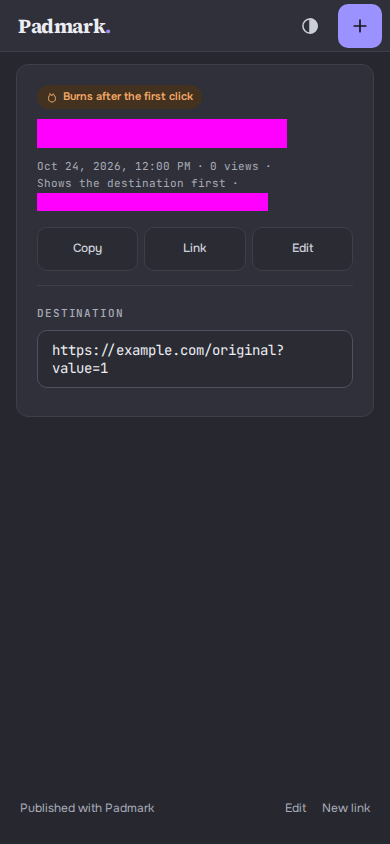 Padmark.
Burns after the first click
Oct 24, 2026, 12:00 PM · 0 views ·
Shows the destination first ·
Copy
Link
Edit
DESTINATION
https://example.com/original?
value=1
Published with Padmark
Edit
New link